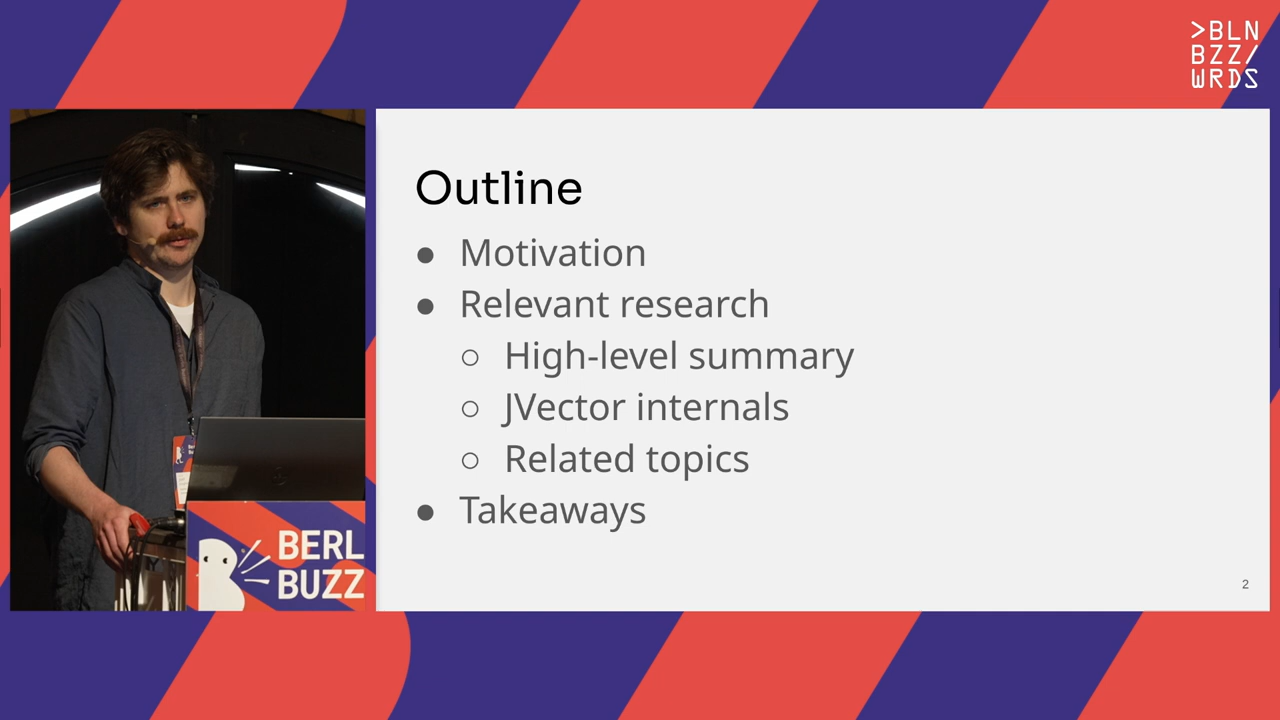 >BLN
BZZ/
WRDS
Outline
● Motivation
● Relevant research
○ High-level summary
○ JVector internals
○ Related topics
● Takeaways
2
BERL
BUZZ